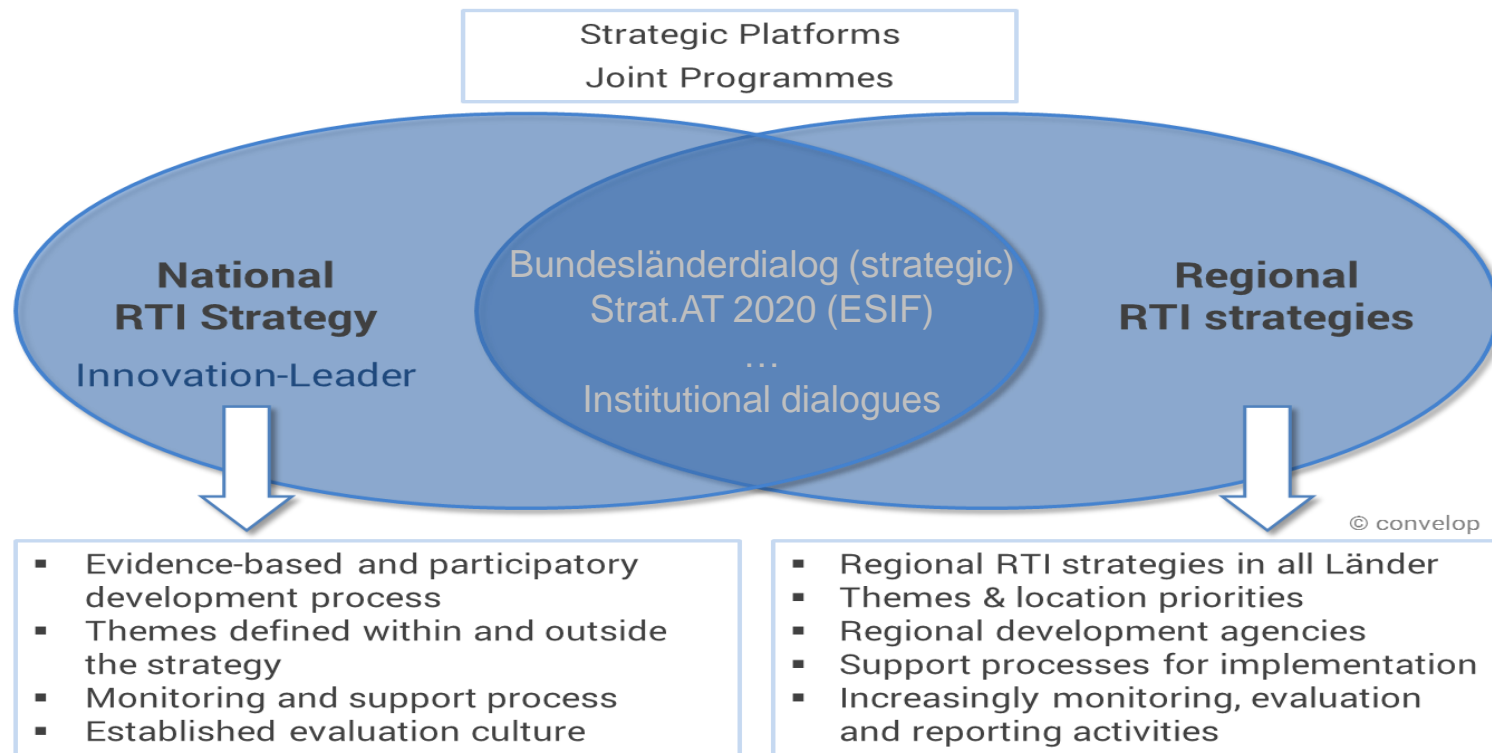 Strategic Platforms
Joint Programmes
National
RTI Strategy
Innovation-Leader
Bundesländerdialog (strategic)
Strat.AT 2020 (ESIF)
...
Institutional dialogues
Regional
RTI strategies
© convelop
▪ Evidence-based and participatory
development process
▪ Themes defined within and outside
the strategy
▪ Monitoring and support process
▪ Established evaluation culture
▪ Regional RTI strategies in all Länder
▪ Themes & location priorities
▪ Regional development agencies
▪ Support processes for implementation
▪ Increasingly monitoring, evaluation
and reporting activities